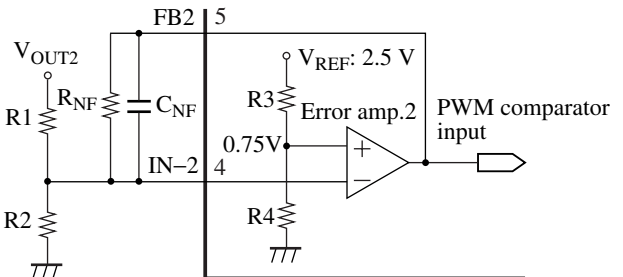 FB2
5
V_OUT2
V_REF: 2.5 V
R_NF
C_NF
R3
Error amp.2
PWM comparator
input
R1
0.75V
+
IN−2
4
−
R2
R4